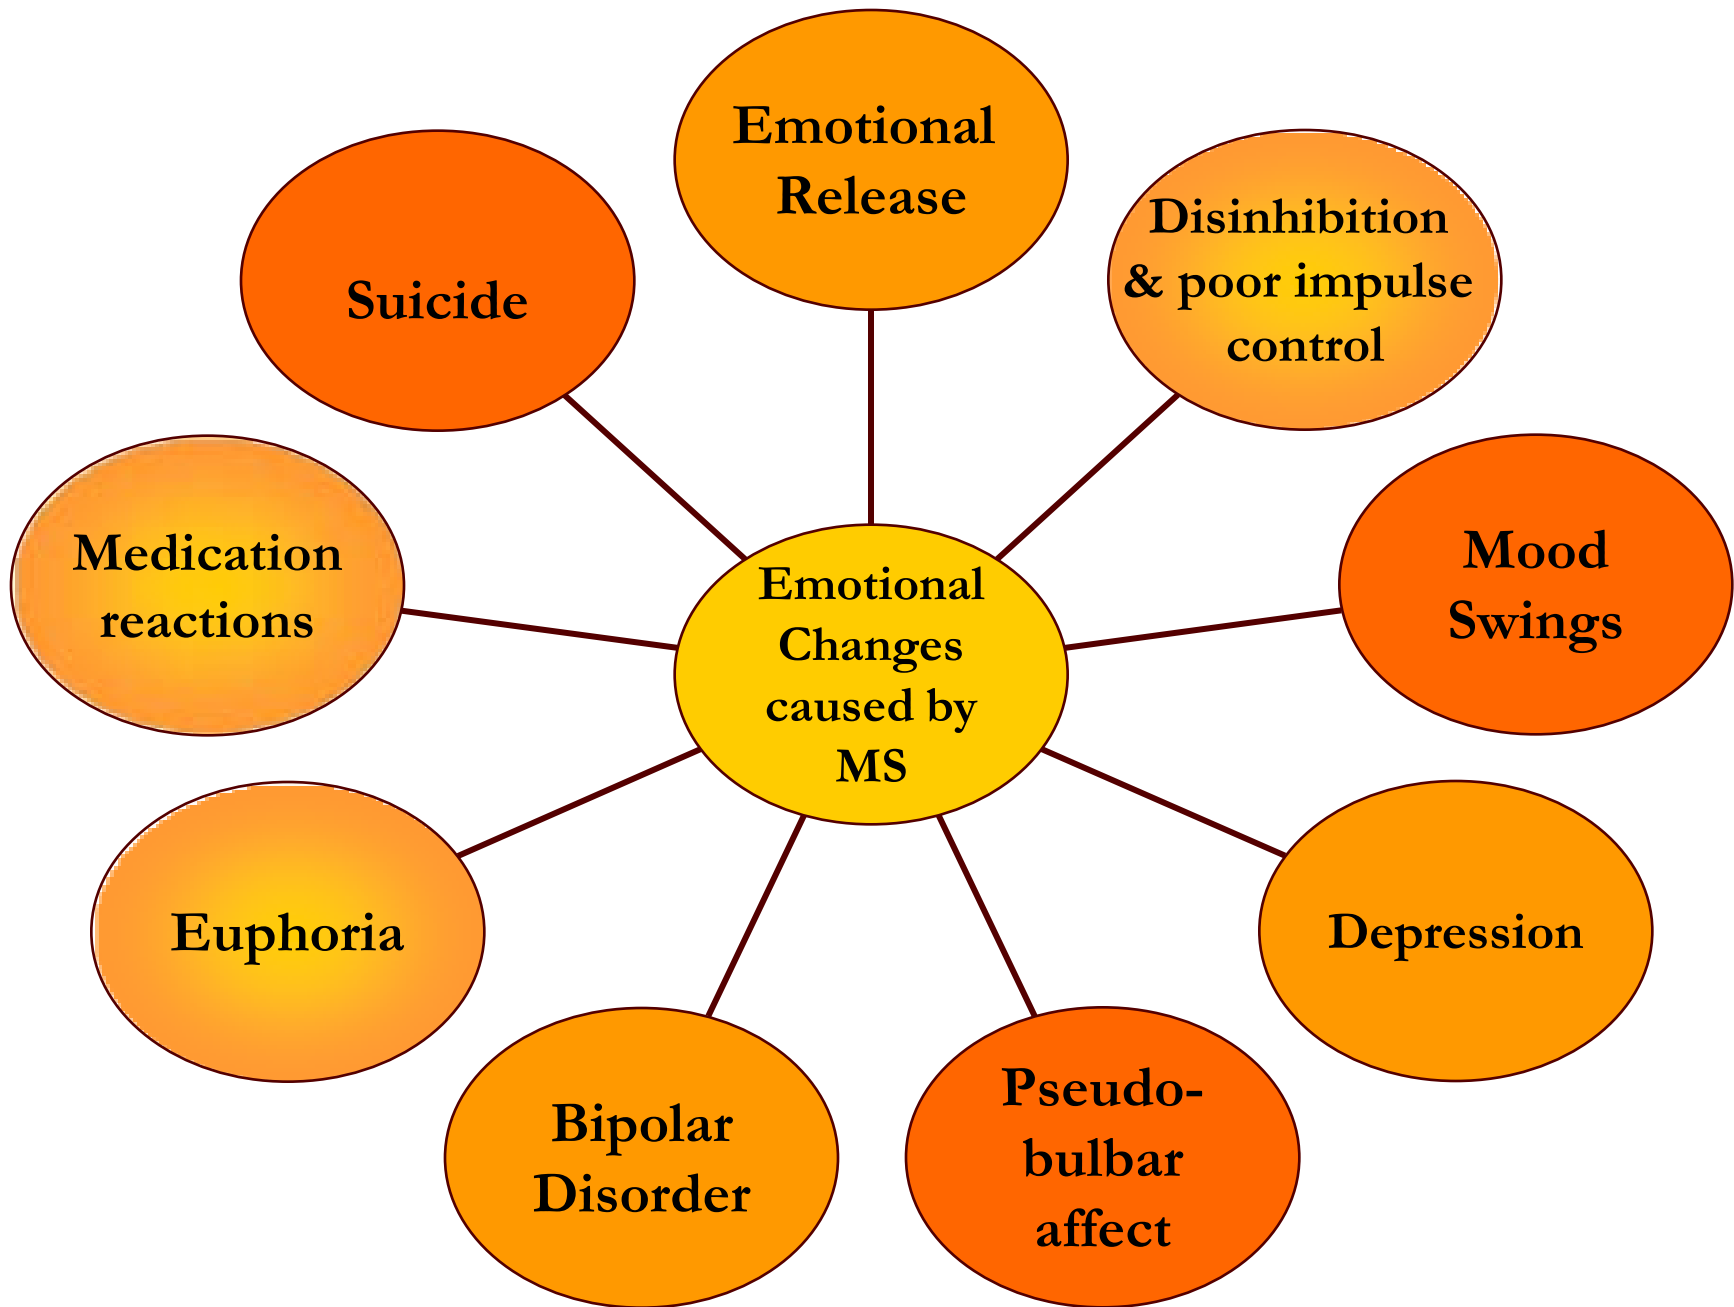 Emotional
Release
Disinhibition
& poor impulse
control
Mood
Swings
Depression
Pseudo-
bulbar
affect
Bipolar
Disorder
Euphoria
Medication
reactions
Suicide
Emotional
Changes
caused by
MS